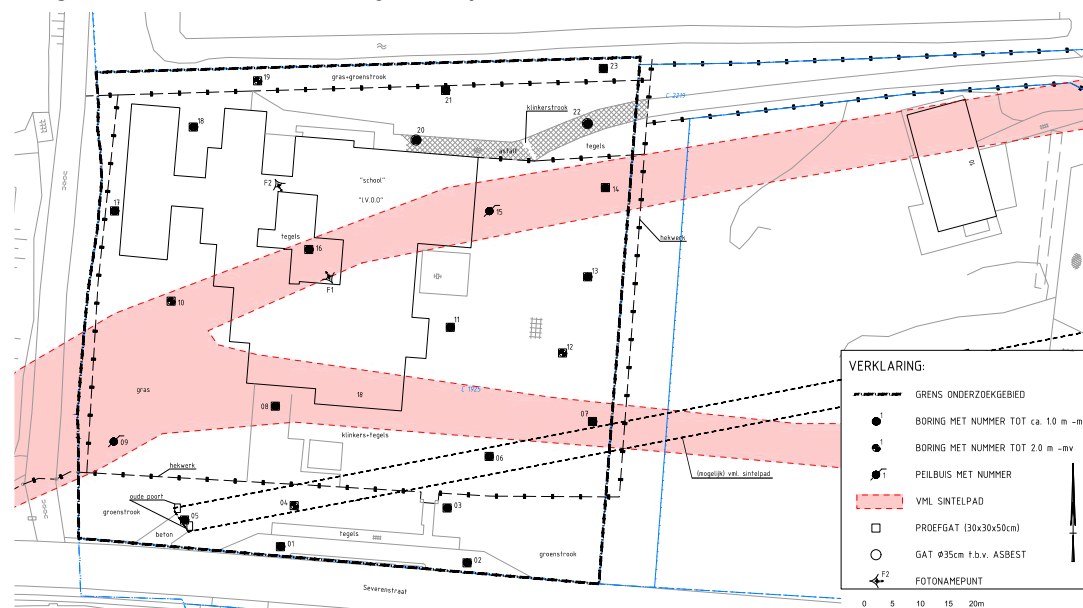 19
gras+groenstrook
23
21
klinkerstrook
C 2219
22
18
20
asfalt
tegels
"school"
"I.V.O.O"
F2
14
17
15
tegels
16
hekwerk
F1
13
10
11
12
gras
C 1925
18
08
07
klinkers+tegels
09
06
hekwerk
(mogelijk) vml. sintelpad
oude poort
04
03
groenstrook
05
beton
tegels
01
groenstrook
02
Severenstraat
VERKLARING:
GRENS ONDERZOEKGEBIED
1
BORING MET NUMMER TOT ca. 1.0 m -m
1
BORING MET NUMMER TOT 2.0 m -mv
1
PEILBUIS MET NUMMER
VML SINTELPAD
PROEFGAT (30x30x50cm)
GAT Ø35cm t.b.v. ASBEST
F2
FOTONAMEPUNT
0 5 10 15 20m